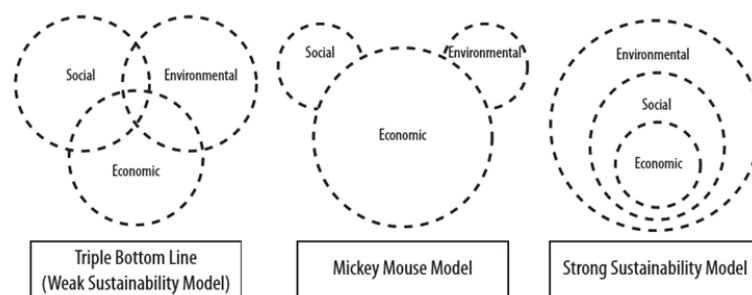 Social
Environmental
Economic
Triple Bottom Line
(Weak Sustainability Model)
Social
Environmental
Economic
Mickey Mouse Model
Environmental
Social
Economic
Strong Sustainability Model